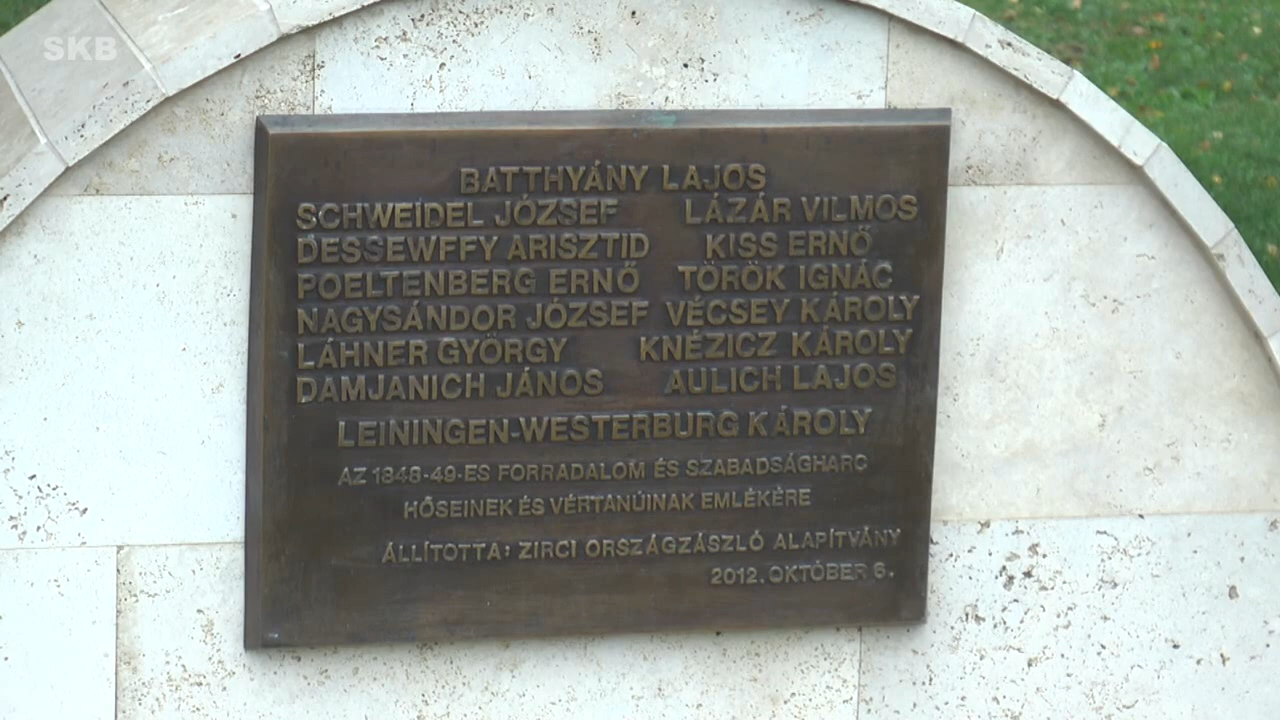 SKB
BATTHYÁNY LAJOS
SCHWEIDEL JÓZSEF LÁZÁR VILMOS
DESSEWFFY ARISZTID KISS ERNŐ
POELTENBERG ERNŐ TÖRÖK IGNÁC
NAGYSÁNDOR JÓZSEF VÉCSEY KÁROLY
LÁHNER GYÖRGY KNÉZICZ KÁROLY
DAMJANICH JÁNOS AULICH LAJOS
LEININGEN-WESTERBURG KÁROLY
AZ 1848-49-ES FORRADALOM ÉS SZABADSÁGHARC
HŐSEINEK ÉS VÉRTANÚINAK EMLÉKÉRE
ÁLLÍTOTTA: ZIRCI ORSZÁGZÁSZLÓ ALAPÍTVÁNY
2012. OKTÓBER 6.